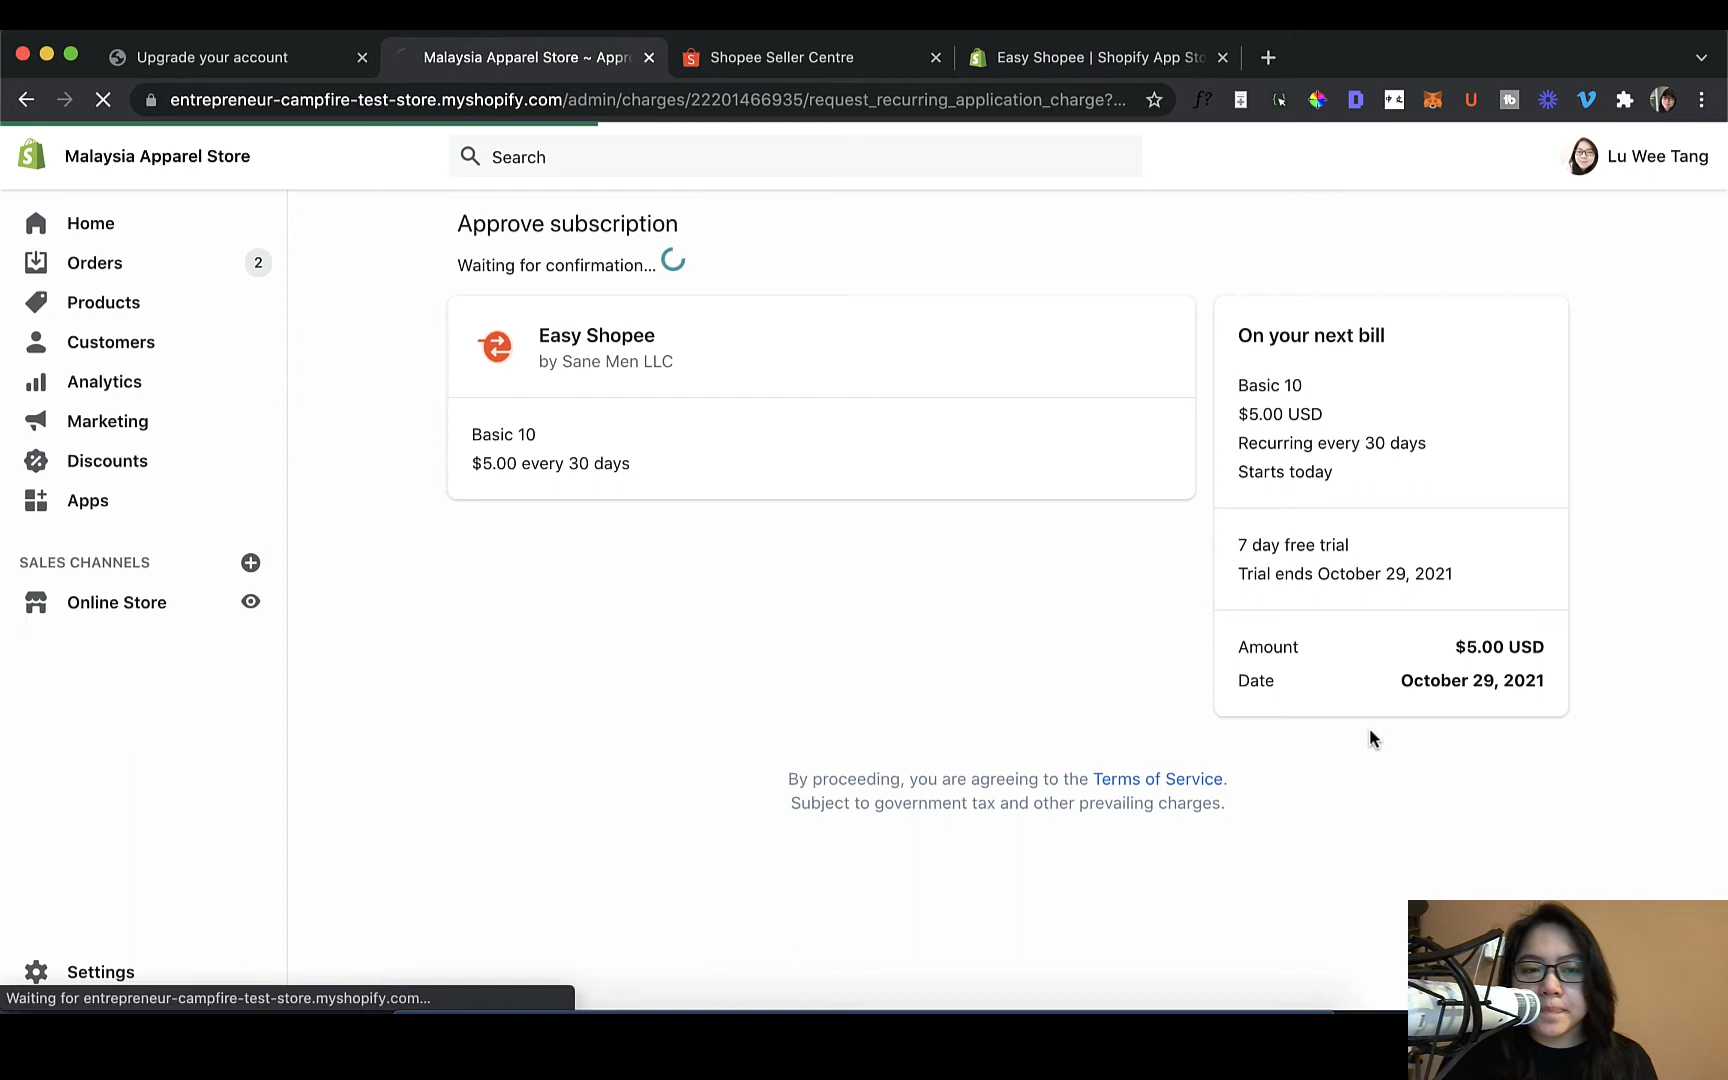 Upgrade your account
Malaysia Apparel Store ~ Appr
Shopee Seller Centre
Easy Shopee | Shopify App Sto
entrepreneur-campfire-test-store.myshopify.com/admin/charges/22201466935/request_recurring_application_charge?...
Malaysia Apparel Store
Search
Lu Wee Tang
Home
Orders
2
Products
Customers
Analytics
Marketing
Discounts
Apps
SALES CHANNELS
Online Store
Settings
Waiting for entrepreneur-campfire-test-store.myshopify.com...
Approve subscription
Waiting for confirmation...
Easy Shopee
by Sane Men LLC
Basic 10
$5.00 every 30 days
On your next bill
Basic 10
$5.00 USD
Recurring every 30 days
Starts today
7 day free trial
Trial ends October 29, 2021
Amount $5.00 USD
Date October 29, 2021
By proceeding, you are agreeing to the Terms of Service.
Subject to government tax and other prevailing charges.